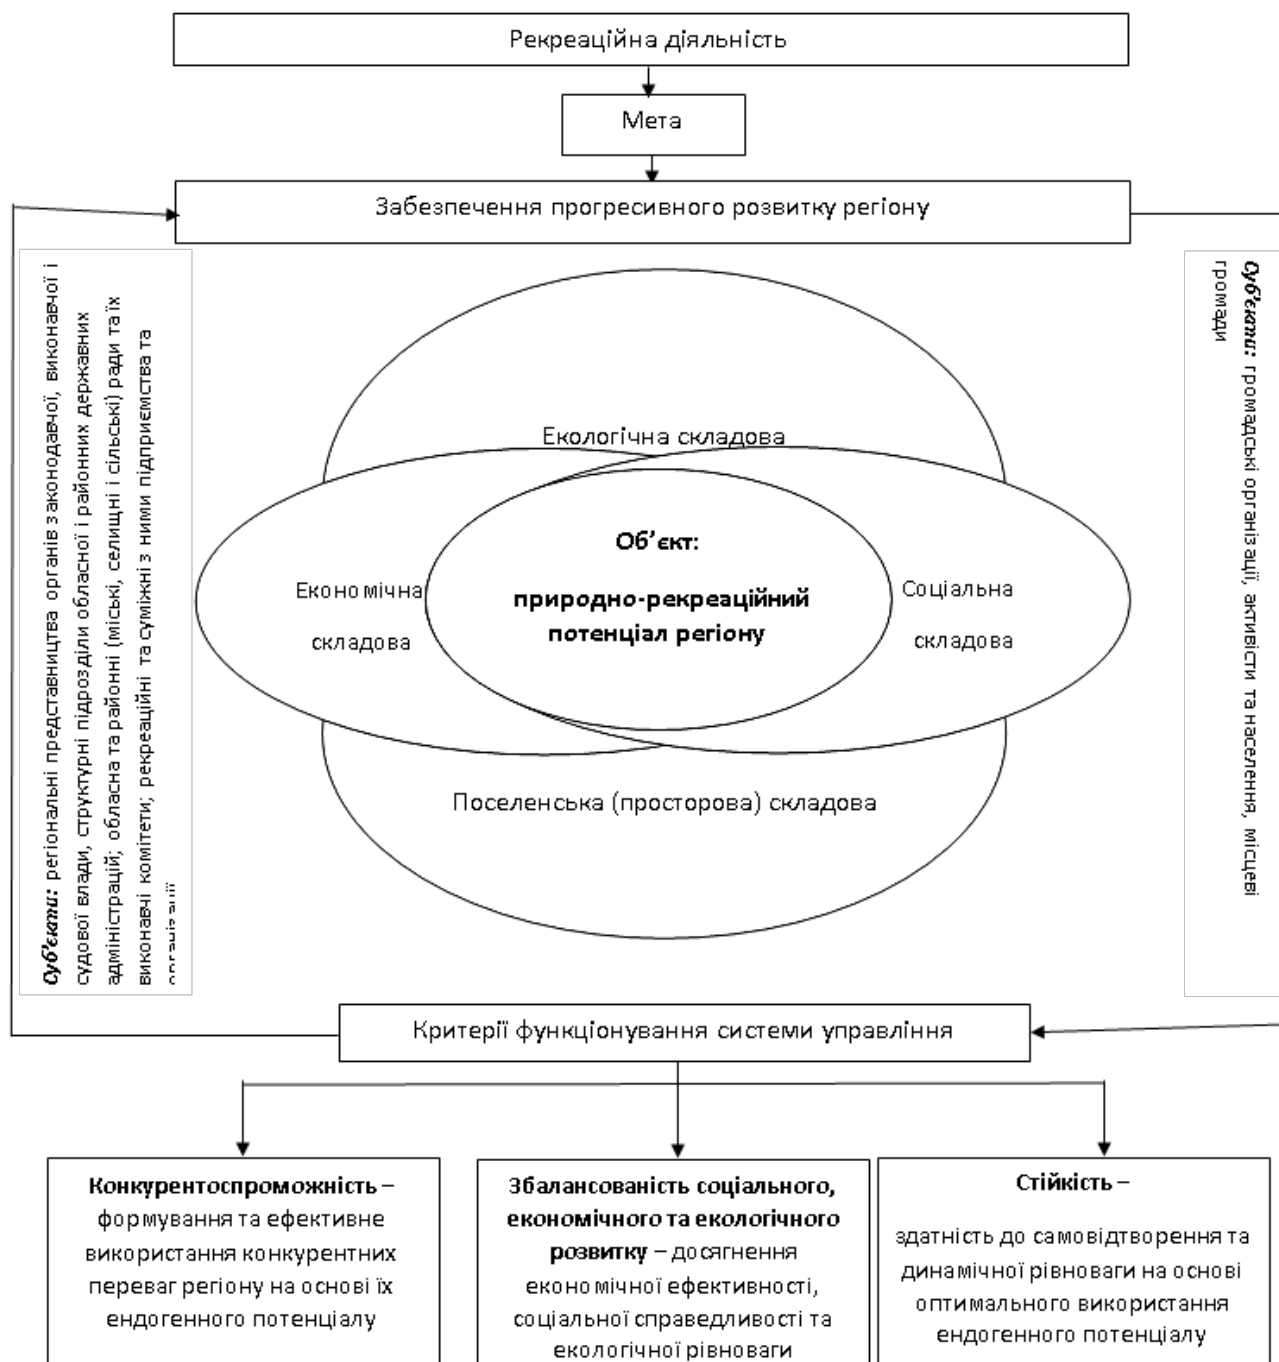 Рекреаційна діяльність
Мета
Забезпечення прогресивного розвитку регіону
Суб'єкти: регіональні представництва органів законодавчої, виконавчої і
судової влади, структурні підрозділи обласної і районних державних
адміністрацій; обласна та районні (міські, селищні і сільські) ради та їх
виконавчі комітети; рекреаційні та суміжні з ними підприємства та
Екологічна складова
Об'єкт:
природно-рекреаційний
потенціал регіону
Економічна
складова
Соціальна
складова
Поселенська (просторова) складова
Суб'єкти: громадські організації, активісти та населення, місцеві
громади
Критерії функціонування системи управління
Конкурентоспроможність –
формування та ефективне
використання конкурентних
переваг регіону на основі їх
ендогенного потенціалу
Збалансованість соціального,
економічного та екологічного
розвитку – досягнення
економічної ефективності,
соціальної справедливості та
екологічної рівноваги
Стійкість –
здатність до самовідтворення та
динамічної рівноваги на основі
оптимального використання
ендогенного потенціалу